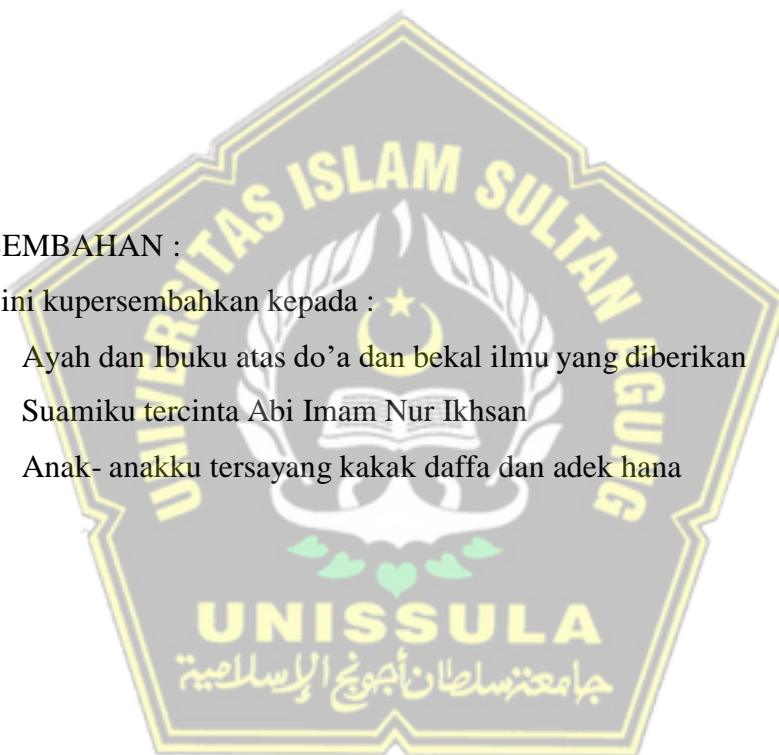 UNIVERSITAS ISLAM SULTAN AGUNG
EMBAHAN :
ini kupersembahkan kepada :
Ayah dan Ibuku atas do’a dan bekal ilmu yang diberikan
Suamiku tercinta Abi Imam Nur Ikhsan
Anak- anakku tersayang kakak daffa dan adek hana
UNISSULA
جامعة سلطان أجونج الإسلامية